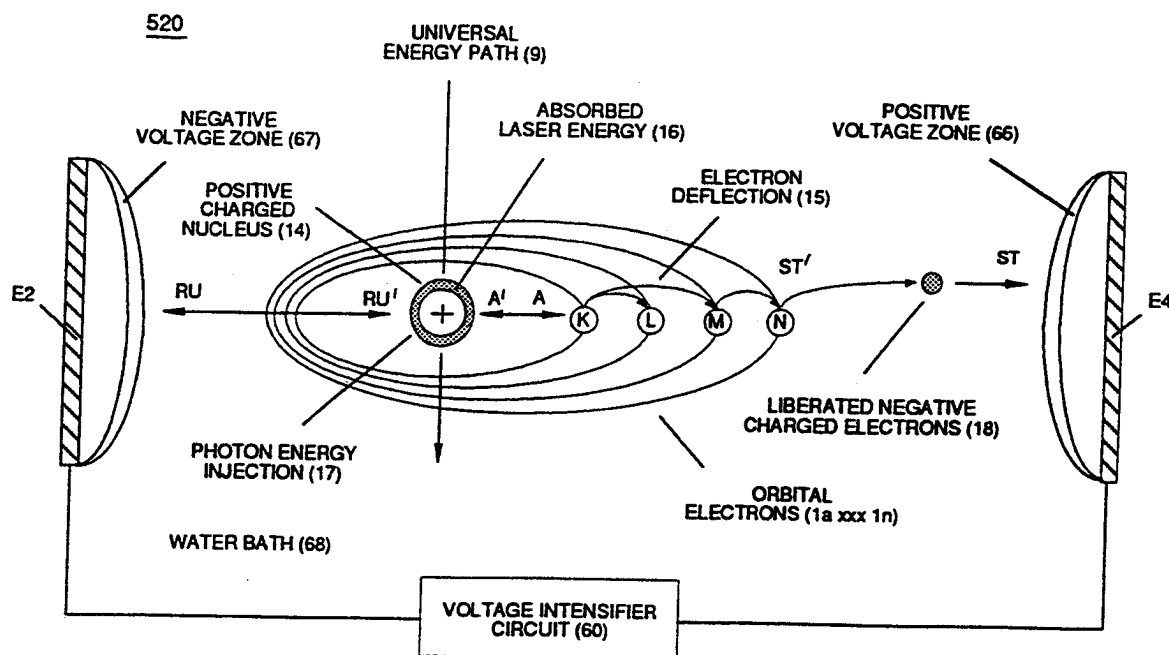 520
UNIVERSAL
ENERGY PATH (9)
ABSORBED
LASER ENERGY (16)
NEGATIVE
VOLTAGE ZONE (67)
POSITIVE
VOLTAGE ZONE (66)
POSITIVE
CHARGED
NUCLEUS (14)
ELECTRON
DEFLECTION (15)
E2
RU
RU'
+
A'
A
K
L
M
N
ST'
ST
E4
PHOTON ENERGY
INJECTION (17)
LIBERATED NEGATIVE
CHARGED ELECTRONS (18)
ORBITAL
ELECTRONS (1a xxx 1n)
WATER BATH (68)
VOLTAGE INTENSIFIER
CIRCUIT (60)